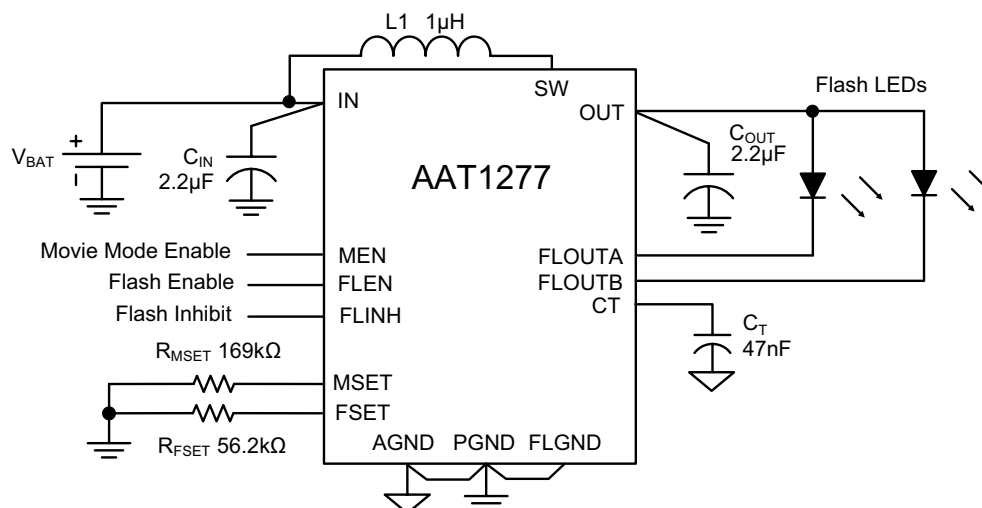 L1 1µH
IN
SW
OUT
Flash LEDs
+
V_BAT
-
C_IN
2.2µF
C_OUT
2.2µF
AAT1277
Movie Mode Enable
MEN
FLOUTA
Flash Enable
FLEN
FLOUTB
Flash Inhibit
FLINH
CT
C_T
47nF
R_MSET 169kΩ
MSET
FSET
R_FSET 56.2kΩ
AGND PGND FLGND